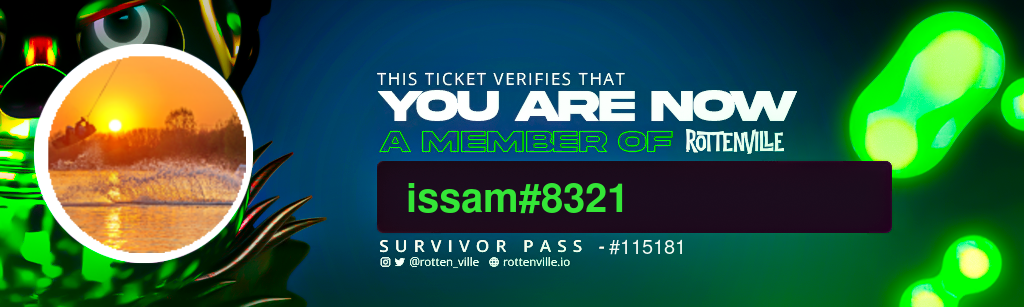 THIS TICKET VERIFIES THAT
YOU ARE NOW
A MEMBER OF ROTTENVILLE
issam#8321
SURVIVOR PASS - #115181
@rotten_ville rottenville.io